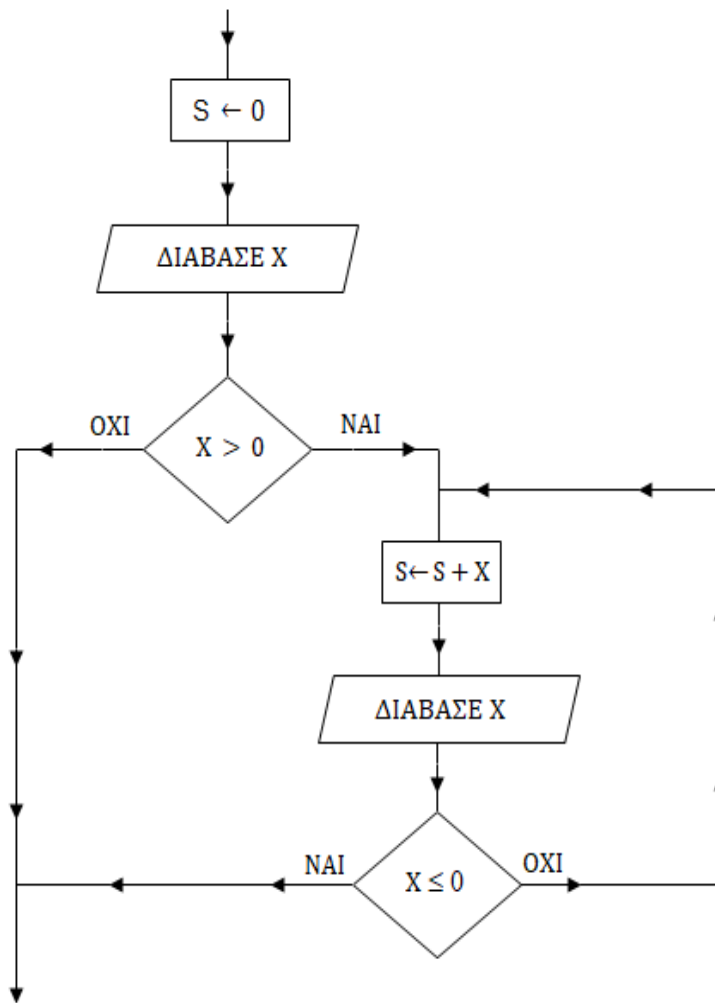 S ← 0
ΔΙΑΒΑΣΕ Χ
Χ > 0
ΟΧΙ
ΝΑΙ
S←S + Χ
ΔΙΑΒΑΣΕ Χ
Χ ≤ 0
ΝΑΙ
ΟΧΙ